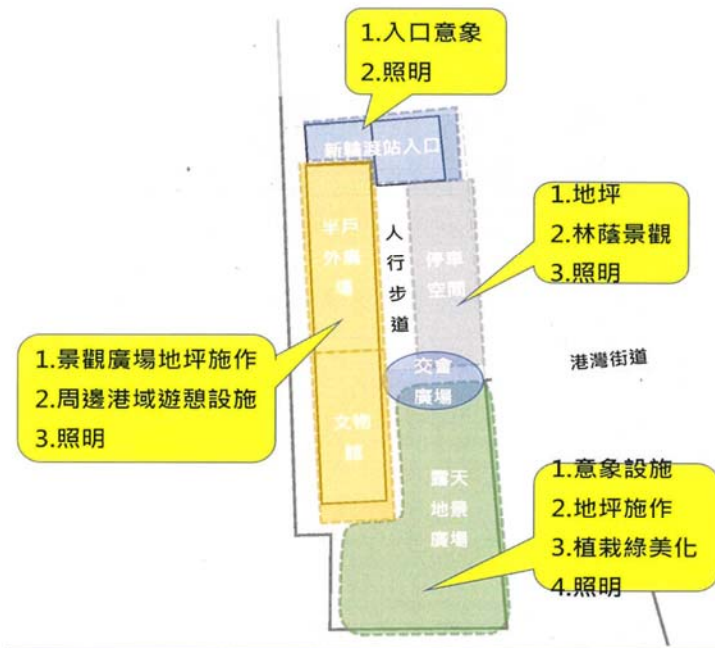 1.入口意象
2.照明
新輪渡站入口
1.地坪
2.林蔭景觀
3.照明
半戶
外廣
場
人
行
步
道
停車
空間
1.景觀廣場地坪施作
2.周邊港域遊憩設施
3.照明
港灣街道
交會
廣場
文物
館
露天
地景
廣場
1.意象設施
2.地坪施作
3.植栽綠美化
4.照明